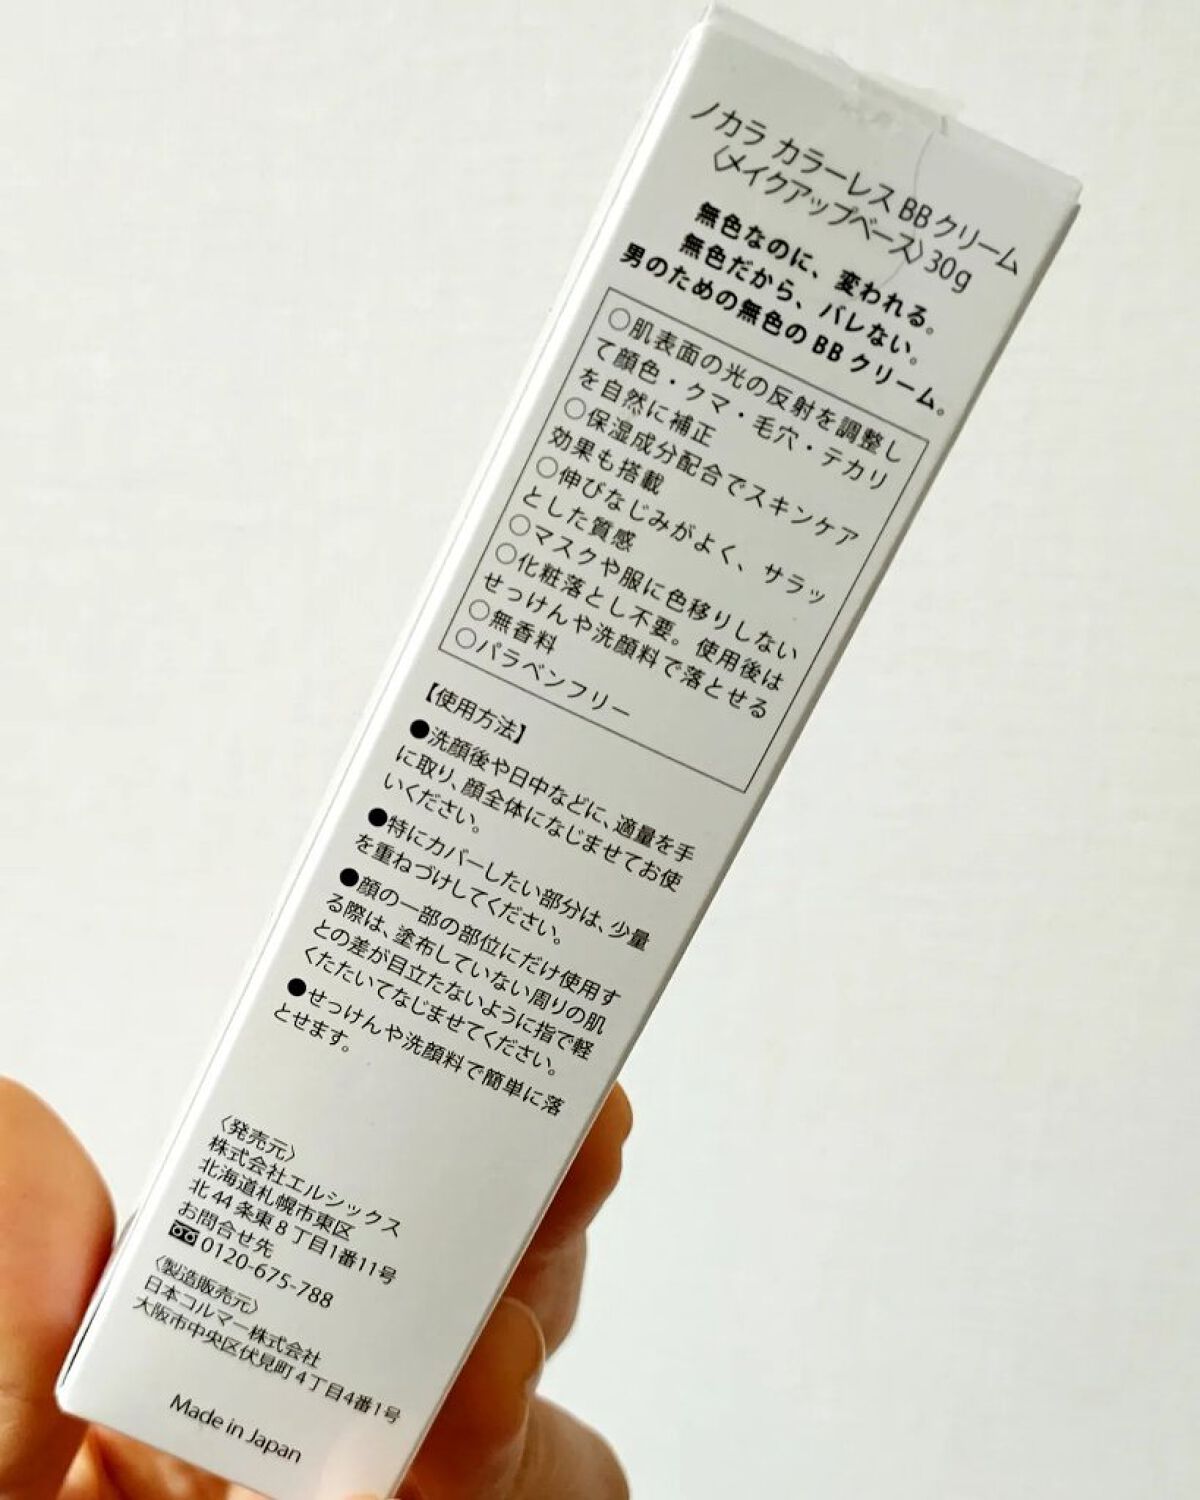 ノカラ カラーレス BB クリーム
〈メイクアップベース〉30g
無色なのに、変われる。
無色だから、バレない。
男のための無色の BB クリーム。
○肌表面の光の反射を調整し
て顔色・クマ・毛穴・テカリ
を自然に補正
○保湿成分配合でスキンケア
効果も搭載
○伸びなじみがよく、サラッ
とした質感
○マスクや服に色移りしない
○化粧落とし不要。使用後は
せっけんや洗顔料で落とせる
○無香料
○パラベンフリー
【使用方法】
●洗顔後や日中などに、適量を手
に取り、顔全体になじませてお使
いください。
●特にカバーしたい部分は、少量
を重ねづけしてください。
●顔の一部の部位にだけ使用す
る際は、塗布していない周りの肌
との差が目立たないように指で軽
くたたいてなじませてください。
●せっけんや洗顔料で簡単に落
とせます。
〈発売元〉
株式会社エルシックス
北海道札幌市東区
北 44 条東 8 丁目1番11号
お問合せ先
0120-675-788
〈製造販売元〉
日本コルマー株式会社
大阪市中央区伏見町 4丁目4番1号
Made in Japan